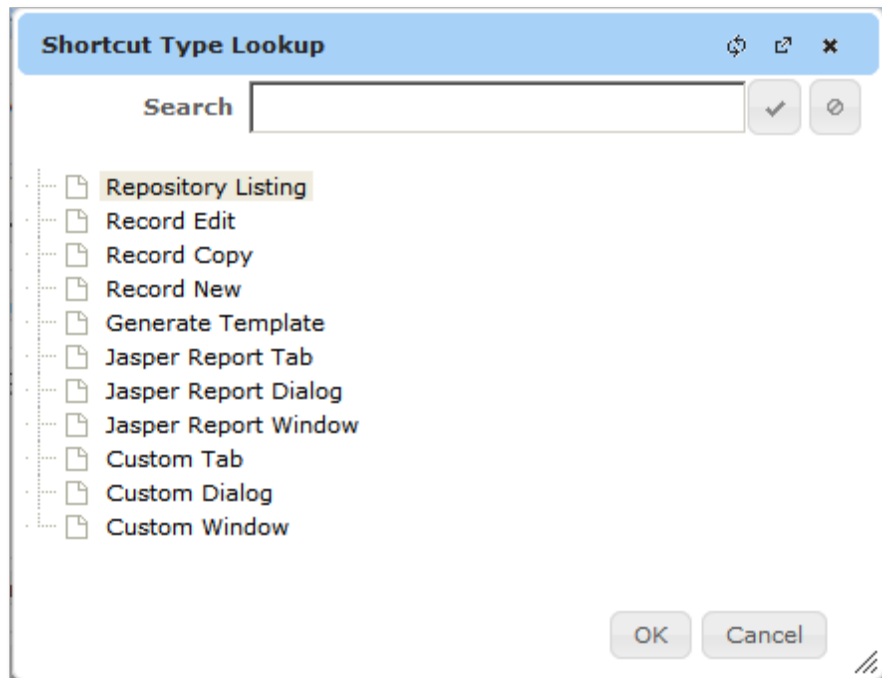 Shortcut Type Lookup
Search
Repository Listing
Record Edit
Record Copy
Record New
Generate Template
Jasper Report Tab
Jasper Report Dialog
Jasper Report Window
Custom Tab
Custom Dialog
Custom Window
OK Cancel